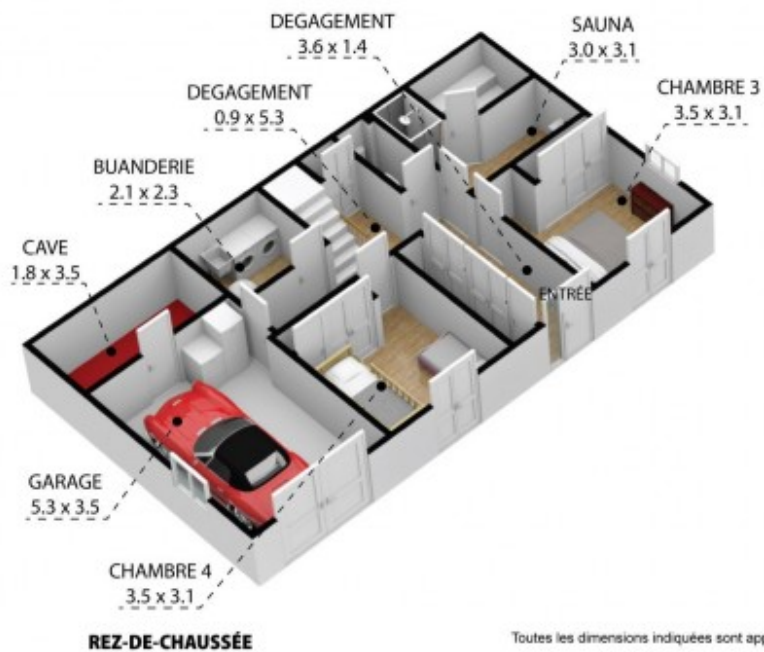 DEGAGEMENT
3.6 x 1.4
SAUNA
3.0 x 3.1
DEGAGEMENT
0.9 x 5.3
CHAMBRE 3
3.5 x 3.1
BUANDERIE
2.1 x 2.3
CAVE
1.8 x 3.5
ENTRÉE
GARAGE
5.3 x 3.5
CHAMBRE 4
3.5 x 3.1
REZ-DE-CHAUSSÉE
Toutes les dimensions indiquées sont app